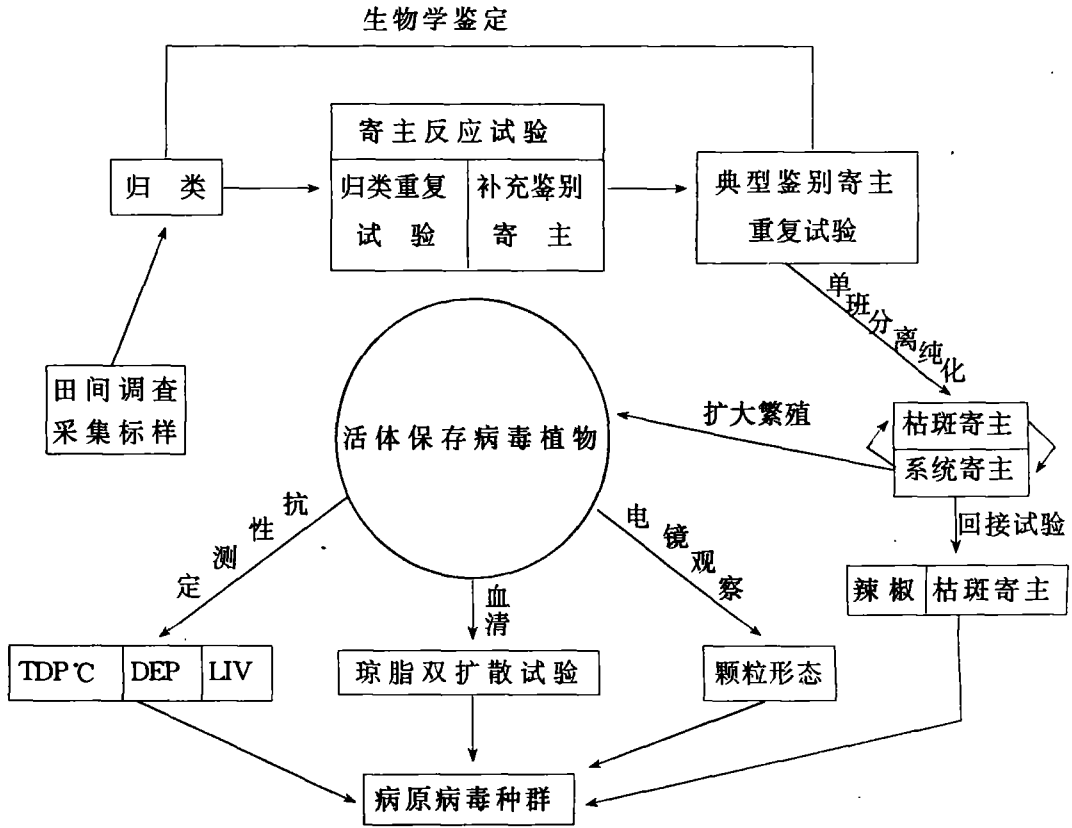 生物学鉴定
寄主反应试验
归类
归类重复
试验
补充鉴别
寄主
典型鉴别寄主
重复试验
单班分离纯化
田间调查
采集标样
活体保存病毒植物
扩大繁殖
枯斑寄主
系统寄主
回接试验
抗性测定
血清
电镜观察
辣椒
枯斑寄主
TDP℃
DEP
LIV
琼脂双扩散试验
颗粒形态
病原病毒种群